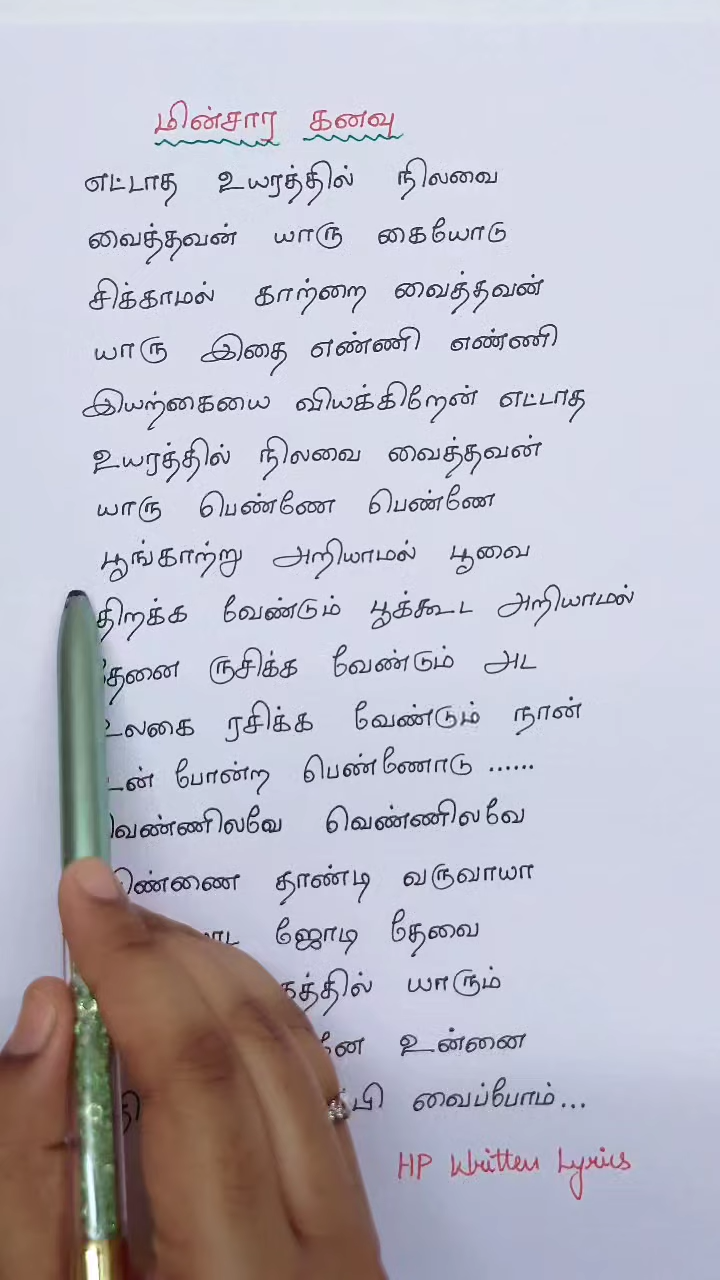 மின்சார கனவு
எட்டாத உயரத்தில் நிலவை
வைத்தவன் யாரு கையோடு
சிக்காமல் காற்றை வைத்தவன்
யாரு இதை எண்ணி எண்ணி
இயற்கையை வியக்கிறேன் எட்டாத
உயரத்தில் நிலவை வைத்தவன்
யாரு பெண்ணே பெண்ணே
பூங்காற்று அறியாமல் பூவை
திறக்க வேண்டும் பூக்கூட அறியாமல்
தேனை ருசிக்க வேண்டும் அட
உலகை ரசிக்க வேண்டும் நான்
போன்ற பெண்ணோடு ......
வெண்ணிலவே வெண்ணிலவே
தாண்டி வருவாயா
ஜோடி தேவை
யாரும்
உன்னை
வைப்போம்...
HP Written Lyrics